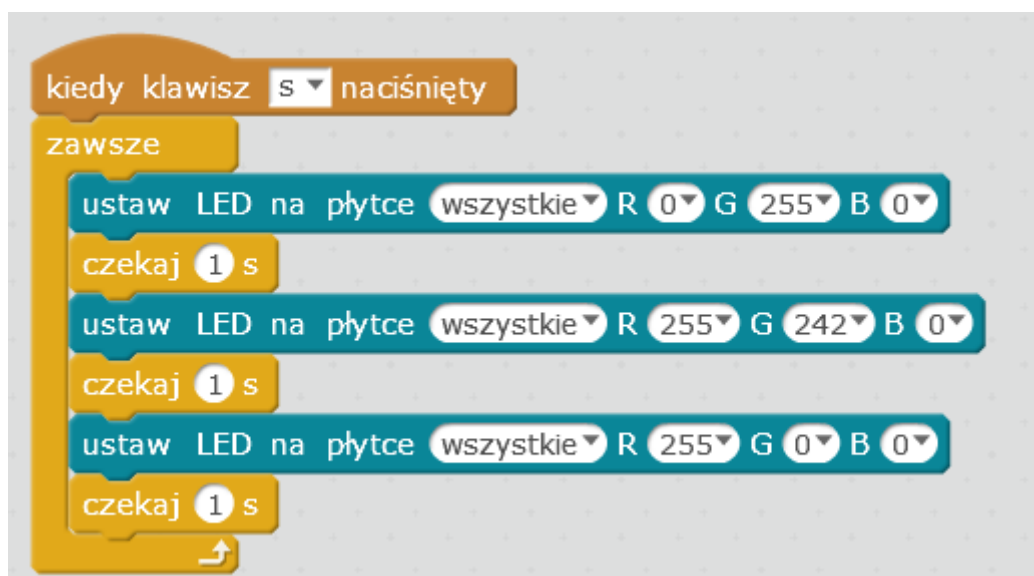 kiedy klawisz s naciśnięty
zawsze
ustaw LED na płytce wszystkie R 0 G 255 B 0
czekaj 1 s
ustaw LED na płytce wszystkie R 255 G 242 B 0
czekaj 1 s
ustaw LED na płytce wszystkie R 255 G 0 B 0
czekaj 1 s